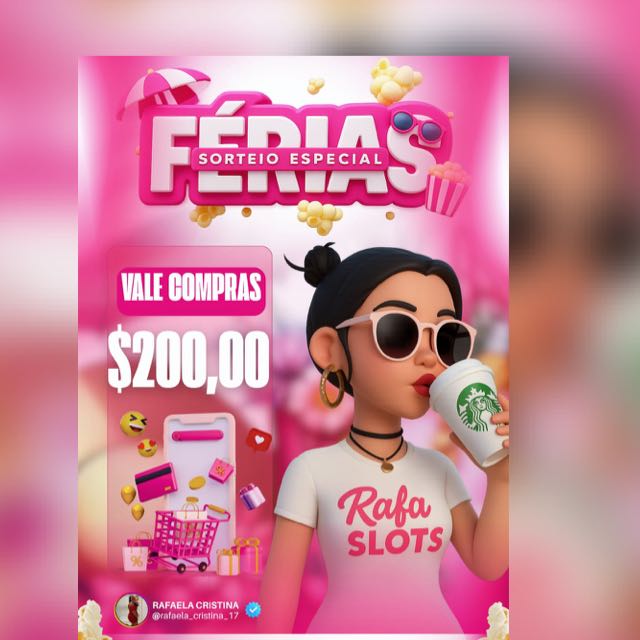 FÉRIAS
SORTEIO ESPECIAL
VALE COMPRAS
$200,00
Rafa
SLOTS
RAFAELA CRISTINA
@rafaela_cristina_17